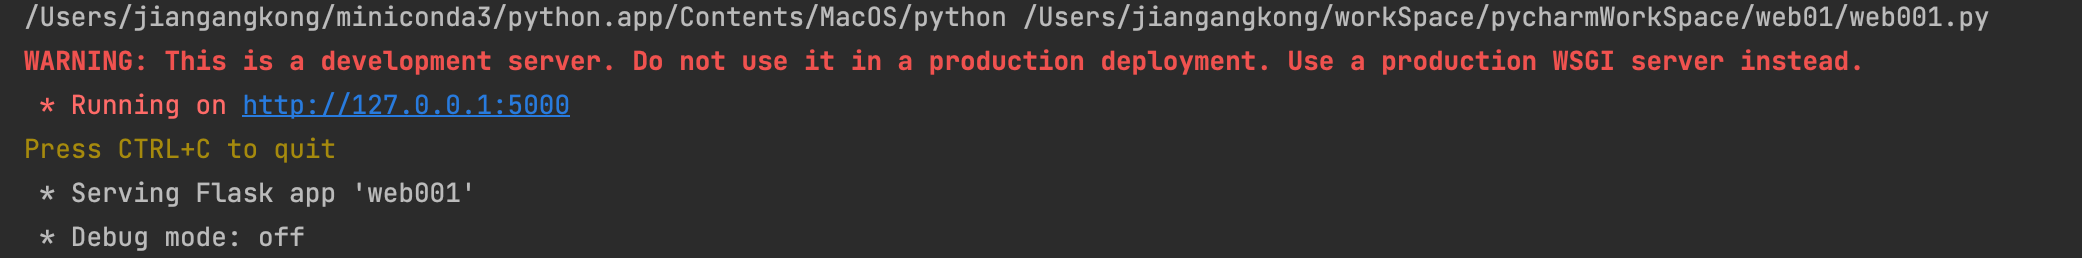 /Users/jiangangkong/miniconda3/python.app/Contents/MacOS/python /Users/jiangangkong/workSpace/pycharmWorkSpace/web01/web001.py
WARNING: This is a development server. Do not use it in a production deployment. Use a production WSGI server instead.
 * Running on http://127.0.0.1:5000
Press CTRL+C to quit
 * Serving Flask app 'web001'
 * Debug mode: off